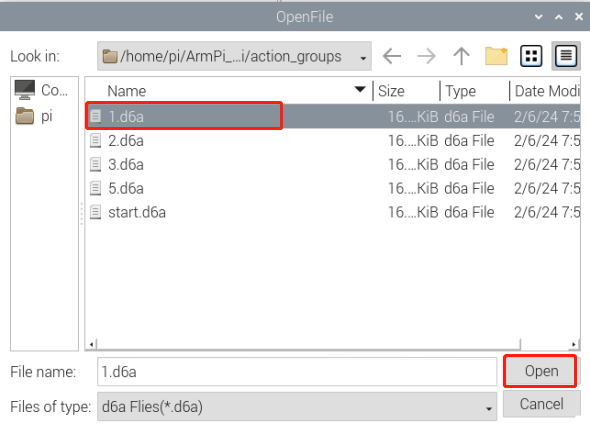 OpenFile
Look in: /home/pi/ArmPi_...i/action_groups
Co...
pi
Name Size Type Date Modi
1.d6a 16....KiB d6a File 2/6/24 7:5
2.d6a 16....KiB d6a File 2/6/24 7:5
3.d6a 16....KiB d6a File 2/6/24 7:5
5.d6a 16....KiB d6a File 2/6/24 7:5
start.d6a 16....KiB d6a File 2/6/24 7:5
File name: 1.d6a Open
Files of type: d6a Flies(*.d6a) Cancel